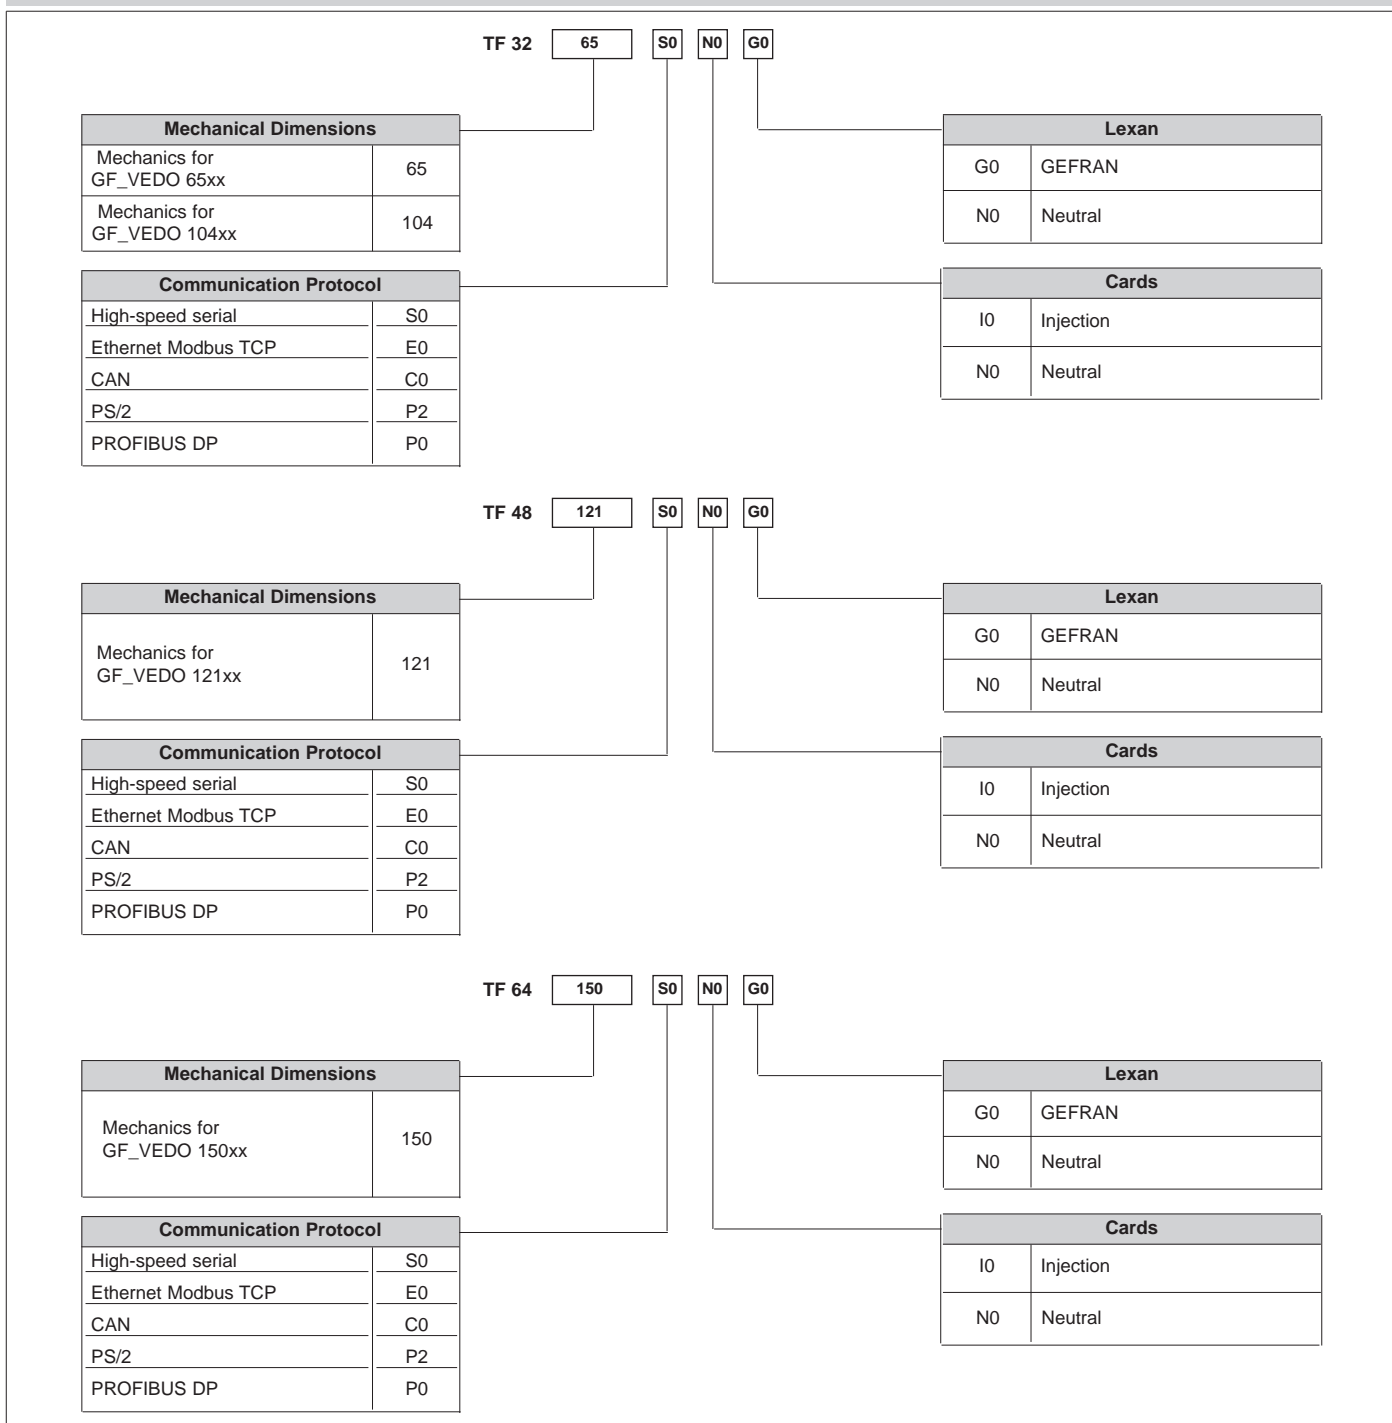 TF 32 65 S0 N0 G0
Mechanical Dimensions
Mechanics for
GF_VEDO 65xx 65
Mechanics for
GF_VEDO 104xx 104
Lexan
G0 GEFRAN
N0 Neutral
Communication Protocol
High-speed serial S0
Ethernet Modbus TCP E0
CAN C0
PS/2 P2
PROFIBUS DP P0
Cards
I0 Injection
N0 Neutral
TF 48 121 S0 N0 G0
Mechanical Dimensions
Mechanics for
GF_VEDO 121xx 121
Lexan
G0 GEFRAN
N0 Neutral
Communication Protocol
High-speed serial S0
Ethernet Modbus TCP E0
CAN C0
PS/2 P2
PROFIBUS DP P0
Cards
I0 Injection
N0 Neutral
TF 64 150 S0 N0 G0
Mechanical Dimensions
Mechanics for
GF_VEDO 150xx 150
Lexan
G0 GEFRAN
N0 Neutral
Communication Protocol
High-speed serial S0
Ethernet Modbus TCP E0
CAN C0
PS/2 P2
PROFIBUS DP P0
Cards
I0 Injection
N0 Neutral